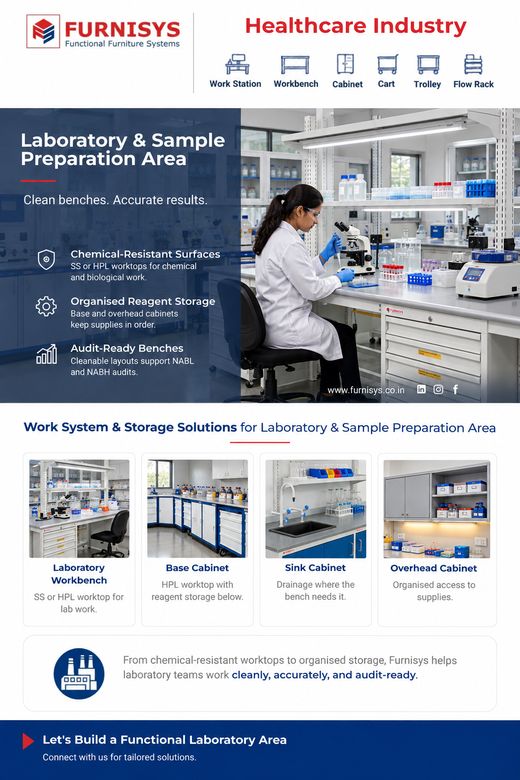 FURNISYS
Functional Furniture Systems
Healthcare Industry
Work Station
Workbench
Cabinet
Cart
Trolley
Flow Rack
Laboratory & Sample
Preparation Area
Clean benches. Accurate results.
Chemical-Resistant Surfaces
SS or HPL worktops for chemical
and biological work.
Organised Reagent Storage
Base and overhead cabinets
keep supplies in order.
Audit-Ready Benches
Cleanable layouts support NABL
and NABH audits.
FURNISYS
www.furnisys.co.in
Work System & Storage Solutions for Laboratory & Sample Preparation Area
Laboratory
Workbench
SS or HPL worktop for
lab work.
Base Cabinet
HPL worktop with
reagent storage below.
Sink Cabinet
Drainage where the
bench needs it.
Overhead Cabinet
Organised access to
supplies.
From chemical-resistant worktops to organised storage, Furnisys helps
laboratory teams work cleanly, accurately, and audit-ready.
Let's Build a Functional Laboratory Area
Connect with us for tailored solutions.